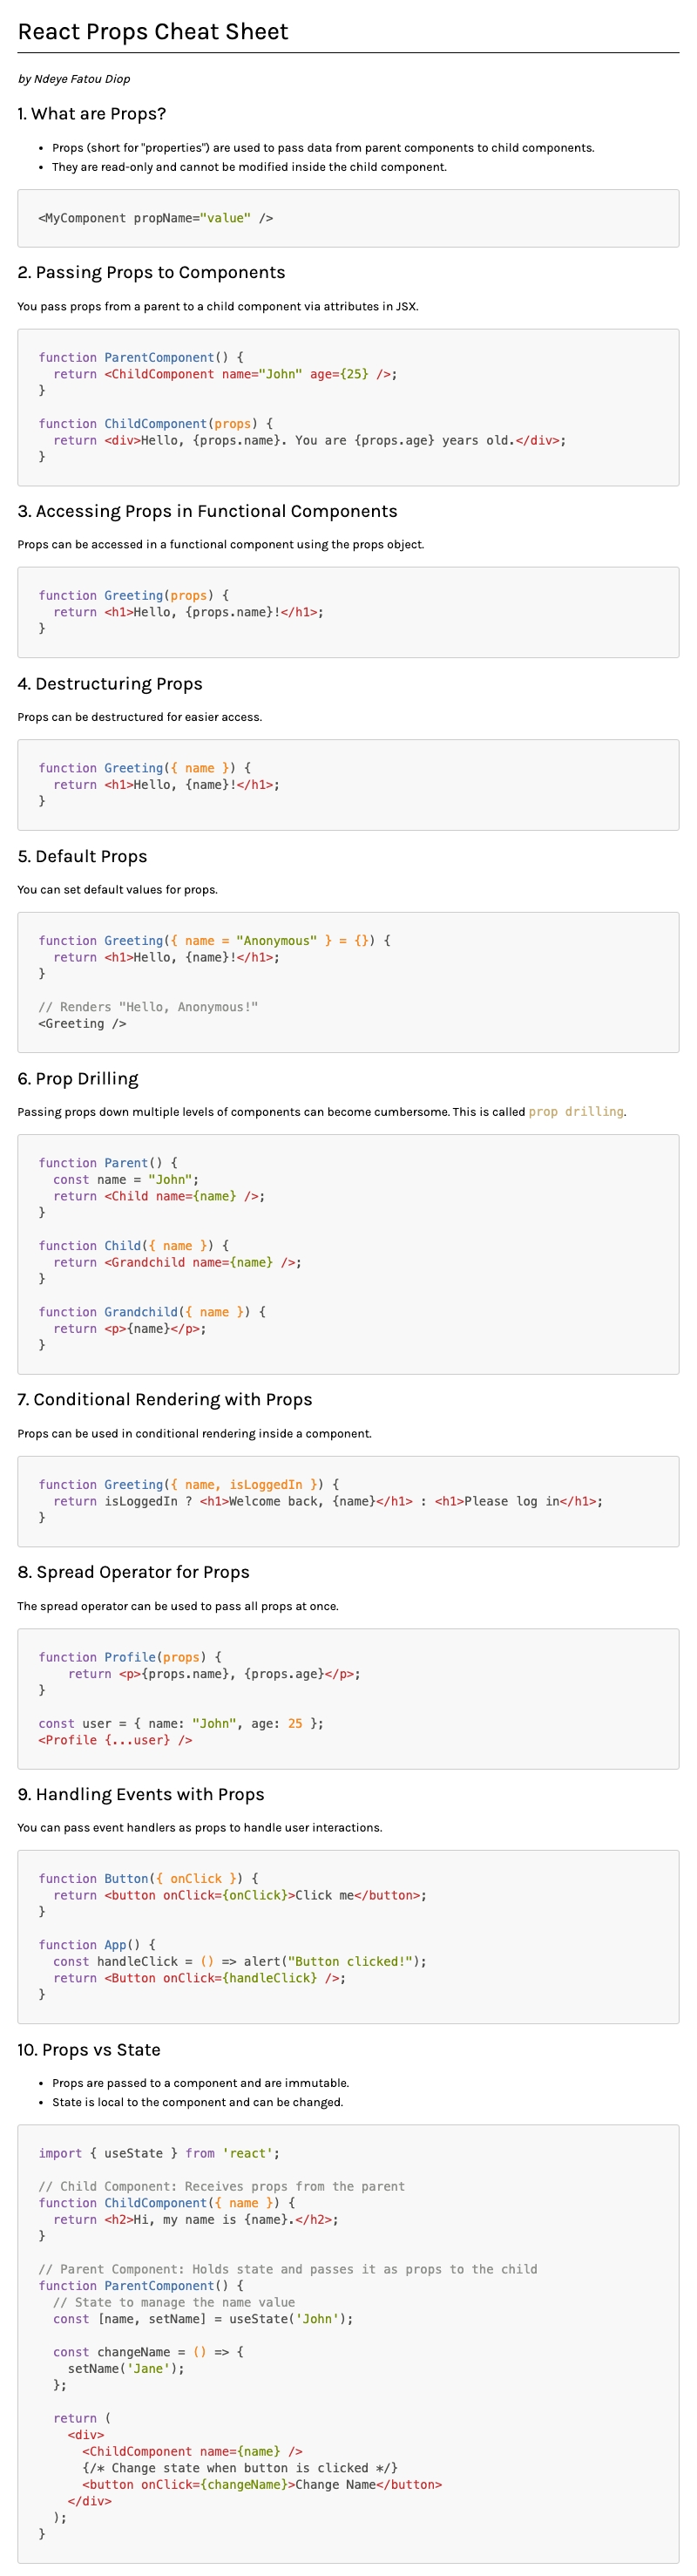 React Props Cheat Sheet
by Ndeye Fatou Diop
1. What are Props?
• Props (short for "properties") are used to pass data from parent components to child components.
• They are read-only and cannot be modified inside the child component.
<MyComponent propName="value" />
2. Passing Props to Components
You pass props from a parent to a child component via attributes in JSX.
function ParentComponent() {
  return <ChildComponent name="John" age={25} />;
}
function ChildComponent(props) {
  return <div>Hello, {props.name}. You are {props.age} years old.</div>;
}
3. Accessing Props in Functional Components
Props can be accessed in a functional component using the props object.
function Greeting(props) {
  return <h1>Hello, {props.name}!</h1>;
}
4. Destructuring Props
Props can be destructured for easier access.
function Greeting({ name }) {
  return <h1>Hello, {name}!</h1>;
}
5. Default Props
You can set default values for props.
function Greeting({ name = "Anonymous" } = {}) {
  return <h1>Hello, {name}!</h1>;
}
// Renders "Hello, Anonymous!"
<Greeting />
6. Prop Drilling
Passing props down multiple levels of components can become cumbersome. This is called prop drilling.
function Parent() {
  const name = "John";
  return <Child name={name} />;
}
function Child({ name }) {
  return <Grandchild name={name} />;
}
function Grandchild({ name }) {
  return <p>{name}</p>;
}
7. Conditional Rendering with Props
Props can be used in conditional rendering inside a component.
function Greeting({ name, isLoggedIn }) {
  return isLoggedIn ? <h1>Welcome back, {name}</h1> : <h1>Please log in</h1>;
}
8. Spread Operator for Props
The spread operator can be used to pass all props at once.
function Profile(props) {
    return <p>{props.name}, {props.age}</p>;
}
const user = { name: "John", age: 25 };
<Profile {...user} />
9. Handling Events with Props
You can pass event handlers as props to handle user interactions.
function Button({ onClick }) {
  return <button onClick={onClick}>Click me</button>;
}
function App() {
  const handleClick = () => alert("Button clicked!");
  return <Button onClick={handleClick} />;
}
10. Props vs State
• Props are passed to a component and are immutable.
• State is local to the component and can be changed.
import { useState } from 'react';
// Child Component: Receives props from the parent
function ChildComponent({ name }) {
  return <h2>Hi, my name is {name}.</h2>;
}
// Parent Component: Holds state and passes it as props to the child
function ParentComponent() {
  // State to manage the name value
  const [name, setName] = useState('John');
  const changeName = () => {
    setName('Jane');
  };
  return (
    <div>
      <ChildComponent name={name} />
      {/* Change state when button is clicked */}
      <button onClick={changeName}>Change Name</button>
    </div>
  );
}